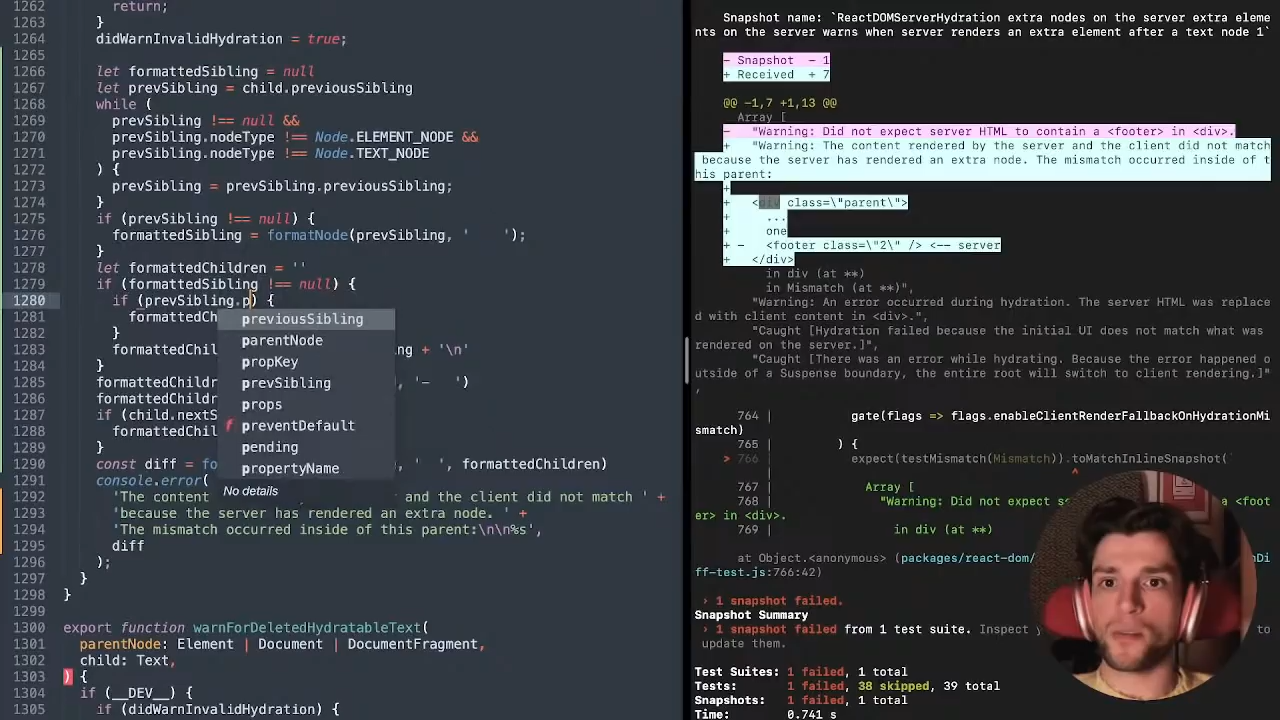 1262 return;
1263 }
1264 didWarnInvalidHydration = true;
1265
1266 let formattedSibling = null
1267 let prevSibling = child.previousSibling
1268 while (
1269 prevSibling !== null &&
1270 prevSibling.nodeType !== Node.ELEMENT_NODE &&
1271 prevSibling.nodeType !== Node.TEXT_NODE
1272 ) {
1273 prevSibling = prevSibling.previousSibling;
1274 }
1275 if (prevSibling !== null) {
1276 formattedSibling = formatNode(prevSibling, '    ');
1277 }
1278 let formattedChildren = ''
1279 if (formattedSibling !== null) {
1280 if (prevSibling.p) {
1281 formattedCh
1282 }
1283 formattedChil ng + '\n'
1284 }
1285 formattedChildr , '-   ')
1286 formattedChildr
1287 if (child.nextS
1288 formattedChil
1289 }
1290 const diff = fo , '  ', formattedChildren)
1291 console.error(
1292 'The content and the client did not match ' +
1293 'because the server has rendered an extra node. ' +
1294 'The mismatch occurred inside of this parent:\n\n%s',
1295 diff
1296 );
1297 }
1298 }
1299
1300 export function warnForDeletedHydratableText(
1301 parentNode: Element | Document | DocumentFragment,
1302 child: Text,
1303 ) {
1304 if (__DEV__) {
1305 if (didWarnInvalidHydration) {
previousSibling
parentNode
propKey
prevSibling
props
f preventDefault
pending
propertyName
No details
Snapshot name: `ReactDOMServerHydration extra nodes on the server extra eleme
nts on the server warns when server renders an extra element after a text node 1`
- Snapshot - 1
+ Received + 7
@@ -1,7 +1,13 @@
Array [
- "Warning: Did not expect server HTML to contain a <footer> in <div>.
+ "Warning: The content rendered by the server and the client did not match
because the server has rendered an extra node. The mismatch occurred inside of t
his parent:
+
+ <div class=\"parent\">
+ ...
+ one
+ - <footer class=\"2\" /> <-- server
+ </div>
in div (at **)
in Mismatch (at **)",
"Warning: An error occurred during hydration. The server HTML was replace
d with client content in <div>.",
"Caught [Hydration failed because the initial UI does not match what was
rendered on the server.]",
"Caught [There was an error while hydrating. Because the error happened o
utside of a Suspense boundary, the entire root will switch to client rendering.]"
,
764 | gate(flags => flags.enableClientRenderFallbackOnHydrationMi
smatch)
765 | ) {
> 766 | expect(testMismatch(Mismatch)).toMatchInlineSnapshot(`
| ^
767 | Array [
768 | "Warning: Did not expect se a <foot
er> in <div>.
769 | in div (at **)
at Object.<anonymous> (packages/react-dom/ Di
ff-test.js:766:42)
› 1 snapshot failed.
Snapshot Summary
› 1 snapshot failed from 1 test suite. Inspect
update them.
Test Suites: 1 failed, 1 total
Tests: 1 failed, 38 skipped, 39 total
Snapshots: 1 failed, 1 total
Time: 0.741 s